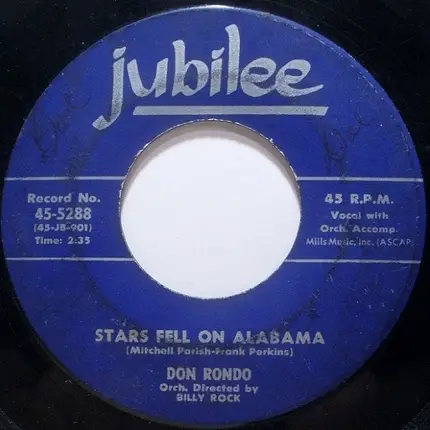 jubilee
Record No.
45-5288
(45-JB-901)
Time: 2:35
45 R.P.M.
Vocal with
Orch. Accomp.
Mills Music, Inc. (ASCAP)
STARS FELL ON ALABAMA
(Mitchell Parish-Frank Perkins)
DON RONDO
Orch. Directed by
BILLY ROCK